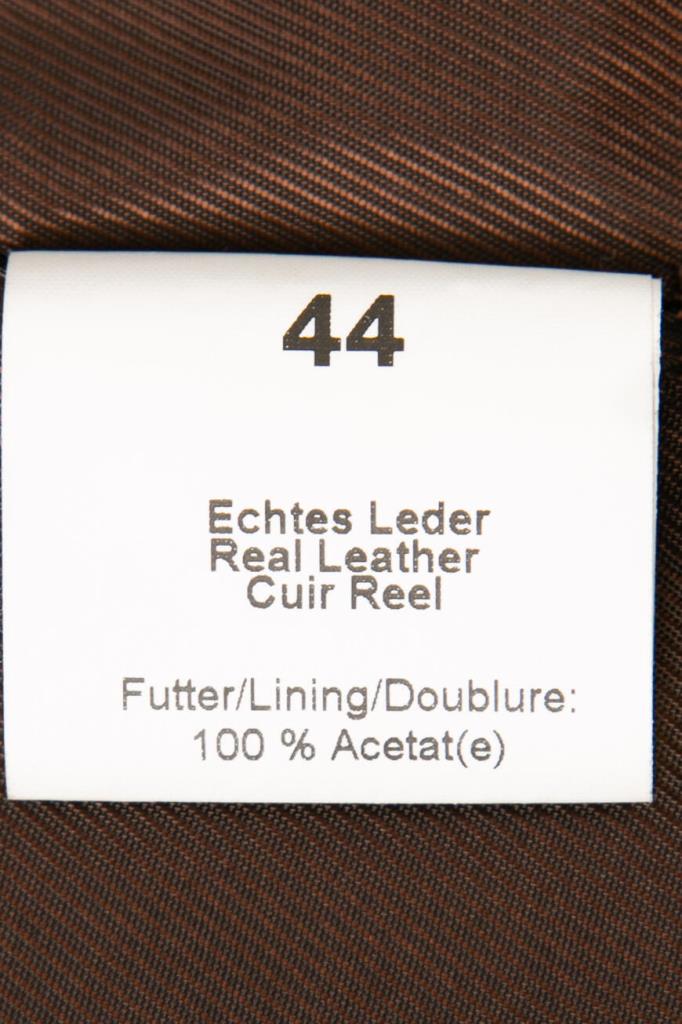 44
Echtes Leder
Real Leather
Cuir Reel
Futter/Lining/Doublure:
100 % Acetat(e)